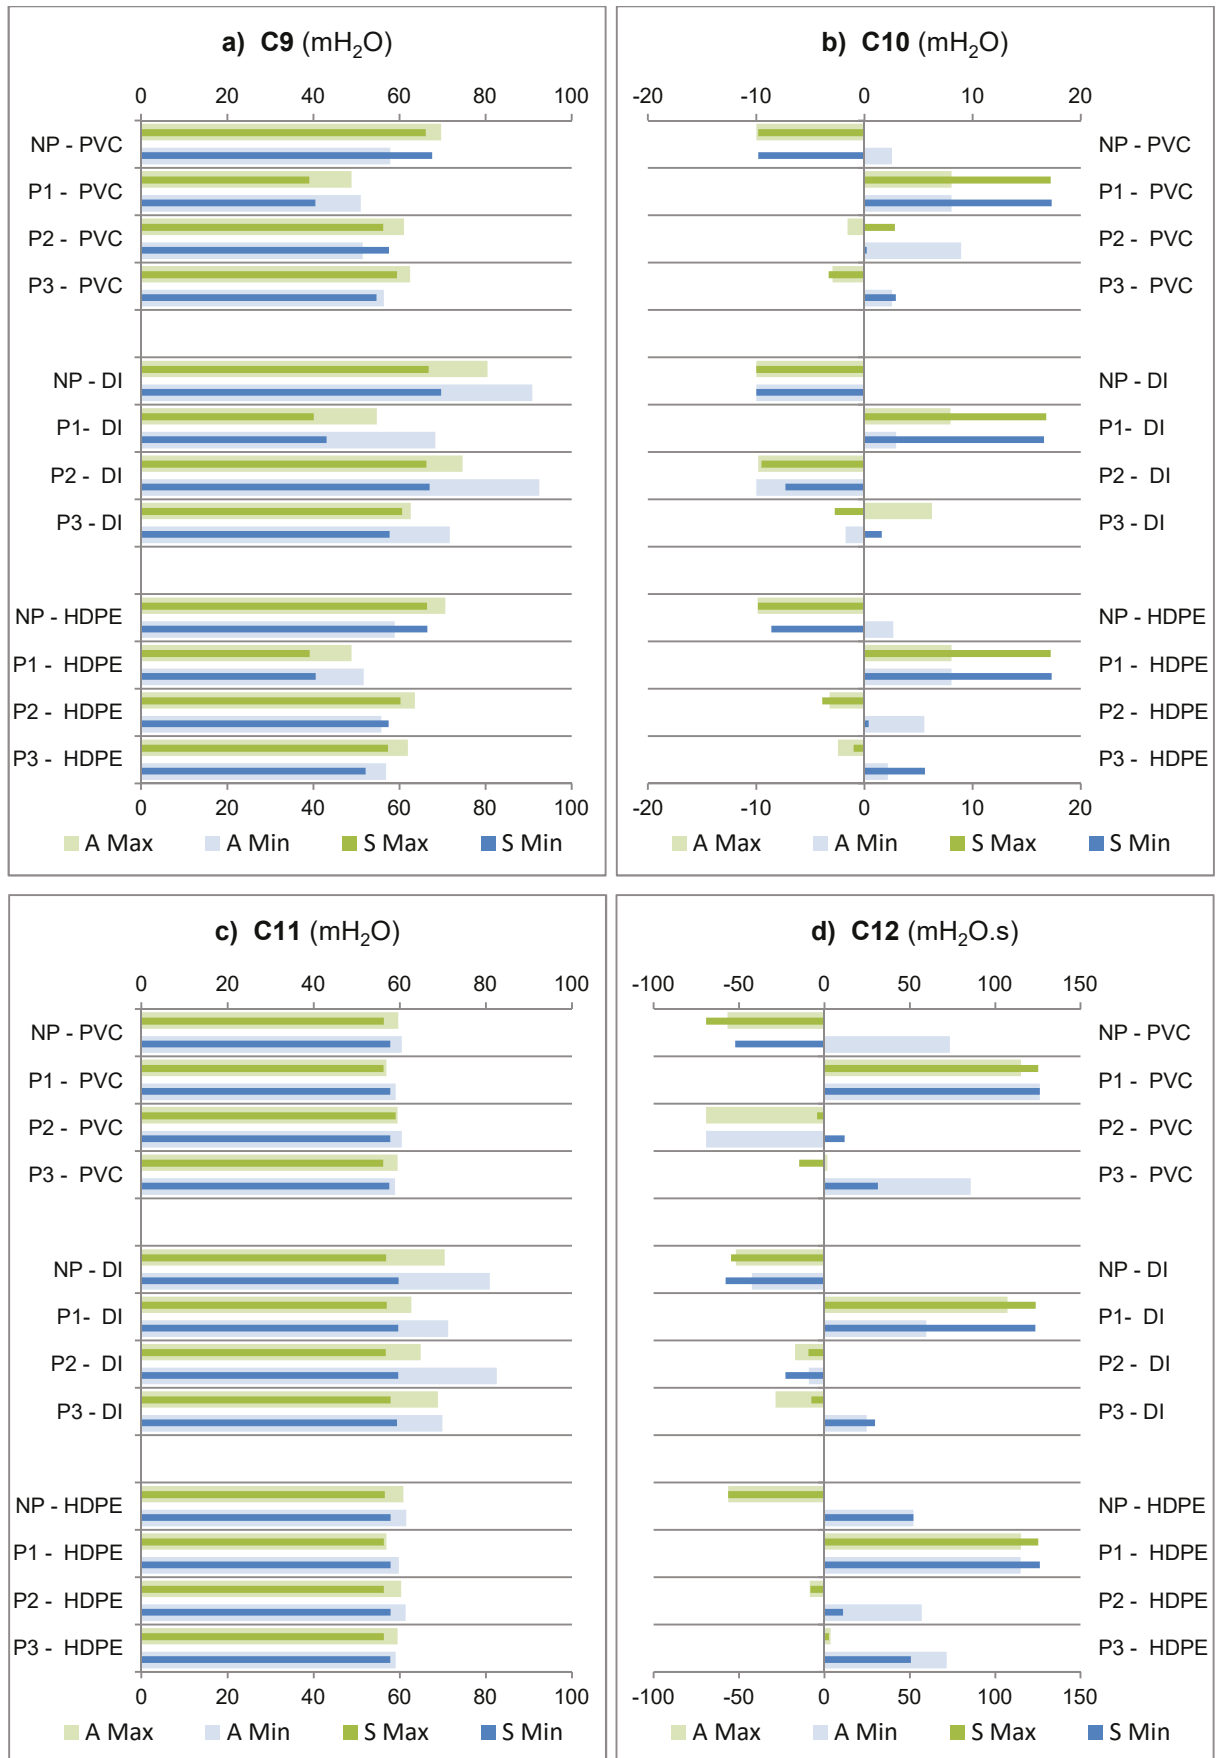 a) C9 (mH₂O)
0 20 40 60 80 100
NP - PVC
P1 - PVC
P2 - PVC
P3 - PVC
NP - DI
P1- DI
P2 - DI
P3 - DI
NP - HDPE
P1 - HDPE
P2 - HDPE
P3 - HDPE
0 20 40 60 80 100
A Max A Min S Max S Min
b) C10 (mH₂O)
-20 -10 0 10 20
NP - PVC
P1 - PVC
P2 - PVC
P3 - PVC
NP - DI
P1- DI
P2 - DI
P3 - DI
NP - HDPE
P1 - HDPE
P2 - HDPE
P3 - HDPE
-20 -10 0 10 20
A Max A Min S Max S Min
c) C11 (mH₂O)
0 20 40 60 80 100
NP - PVC
P1 - PVC
P2 - PVC
P3 - PVC
NP - DI
P1- DI
P2 - DI
P3 - DI
NP - HDPE
P1 - HDPE
P2 - HDPE
P3 - HDPE
0 20 40 60 80 100
A Max A Min S Max S Min
d) C12 (mH₂O.s)
-100 -50 0 50 100 150
NP - PVC
P1 - PVC
P2 - PVC
P3 - PVC
NP - DI
P1- DI
P2 - DI
P3 - DI
NP - HDPE
P1 - HDPE
P2 - HDPE
P3 - HDPE
-100 -50 0 50 100 150
A Max A Min S Max S Min